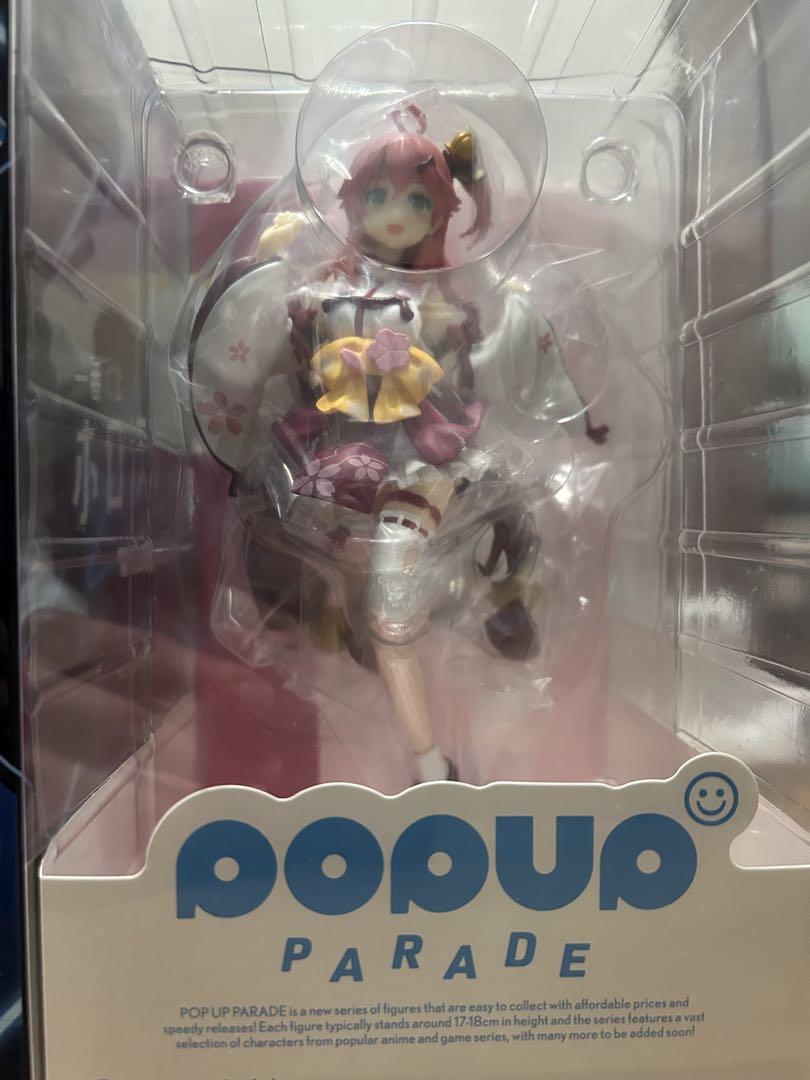 POPUP
PARADE
POP UP PARADE is a new series of figures that are easy to collect with affordable prices and
speedy releases! Each figure typically stands around 17-18cm in height and the series features a vast
selection of characters from popular anime and game series, with many more to be added soon!